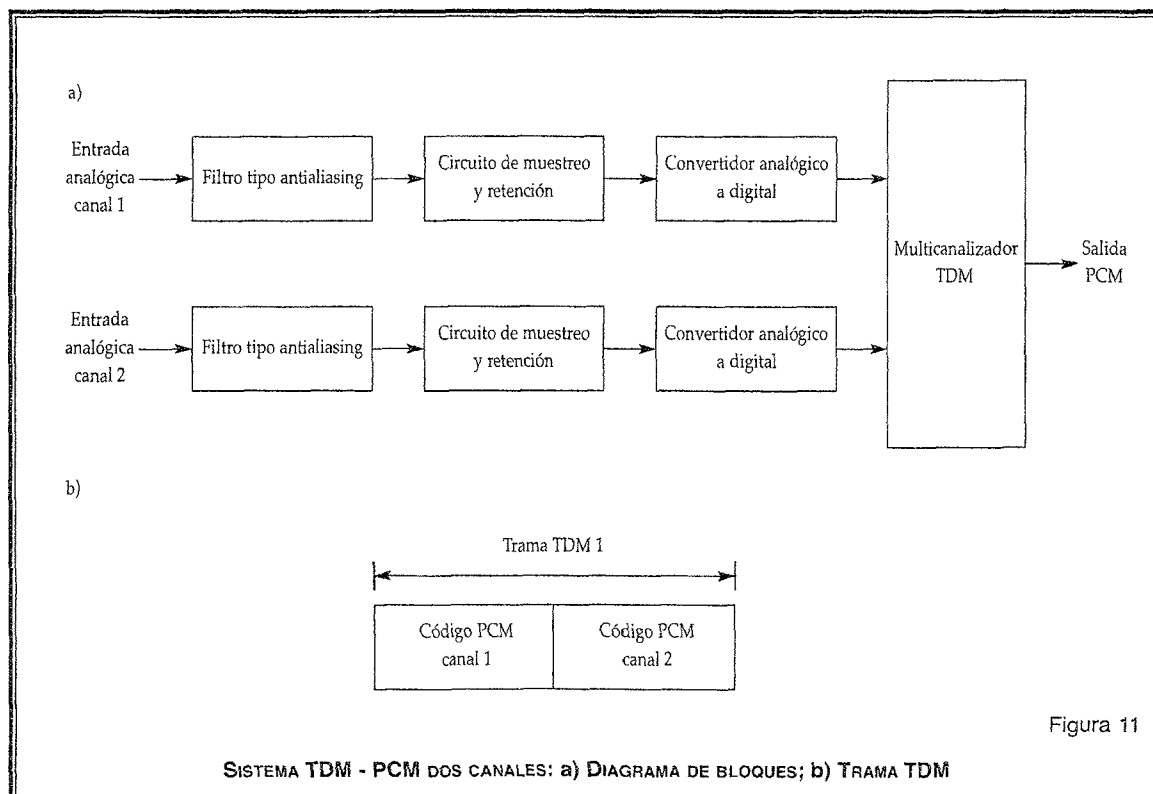 a)
Entrada
analógica
canal 1
Filtro tipo antialiasing
Circuito de muestreo
y retención
Convertidor analógico
a digital
Multicanalizador
TDM
Salida
PCM
Entrada
analógica
canal 2
Filtro tipo antialiasing
Circuito de muestreo
y retención
Convertidor analógico
a digital
b)
Trama TDM 1
Código PCM
canal 1
Código PCM
canal 2
Figura 11
SISTEMA TDM - PCM DOS CANALES: a) DIAGRAMA DE BLOQUES; b) TRAMA TDM